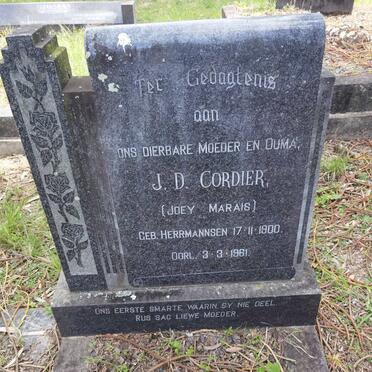 Ter Gedagtenis
aan
ONS DIERBARE MOEDER EN OUMA,
J. D. CORDIER,
(JOEY MARAIS)
GEB. HERRMANNSEN 17-11-1900.
OORL. 3-3-1981.
ONS EERSTE SMARTE WAARIN SY NIE DEEL.
RUS SAG LIEWE MOEDER.